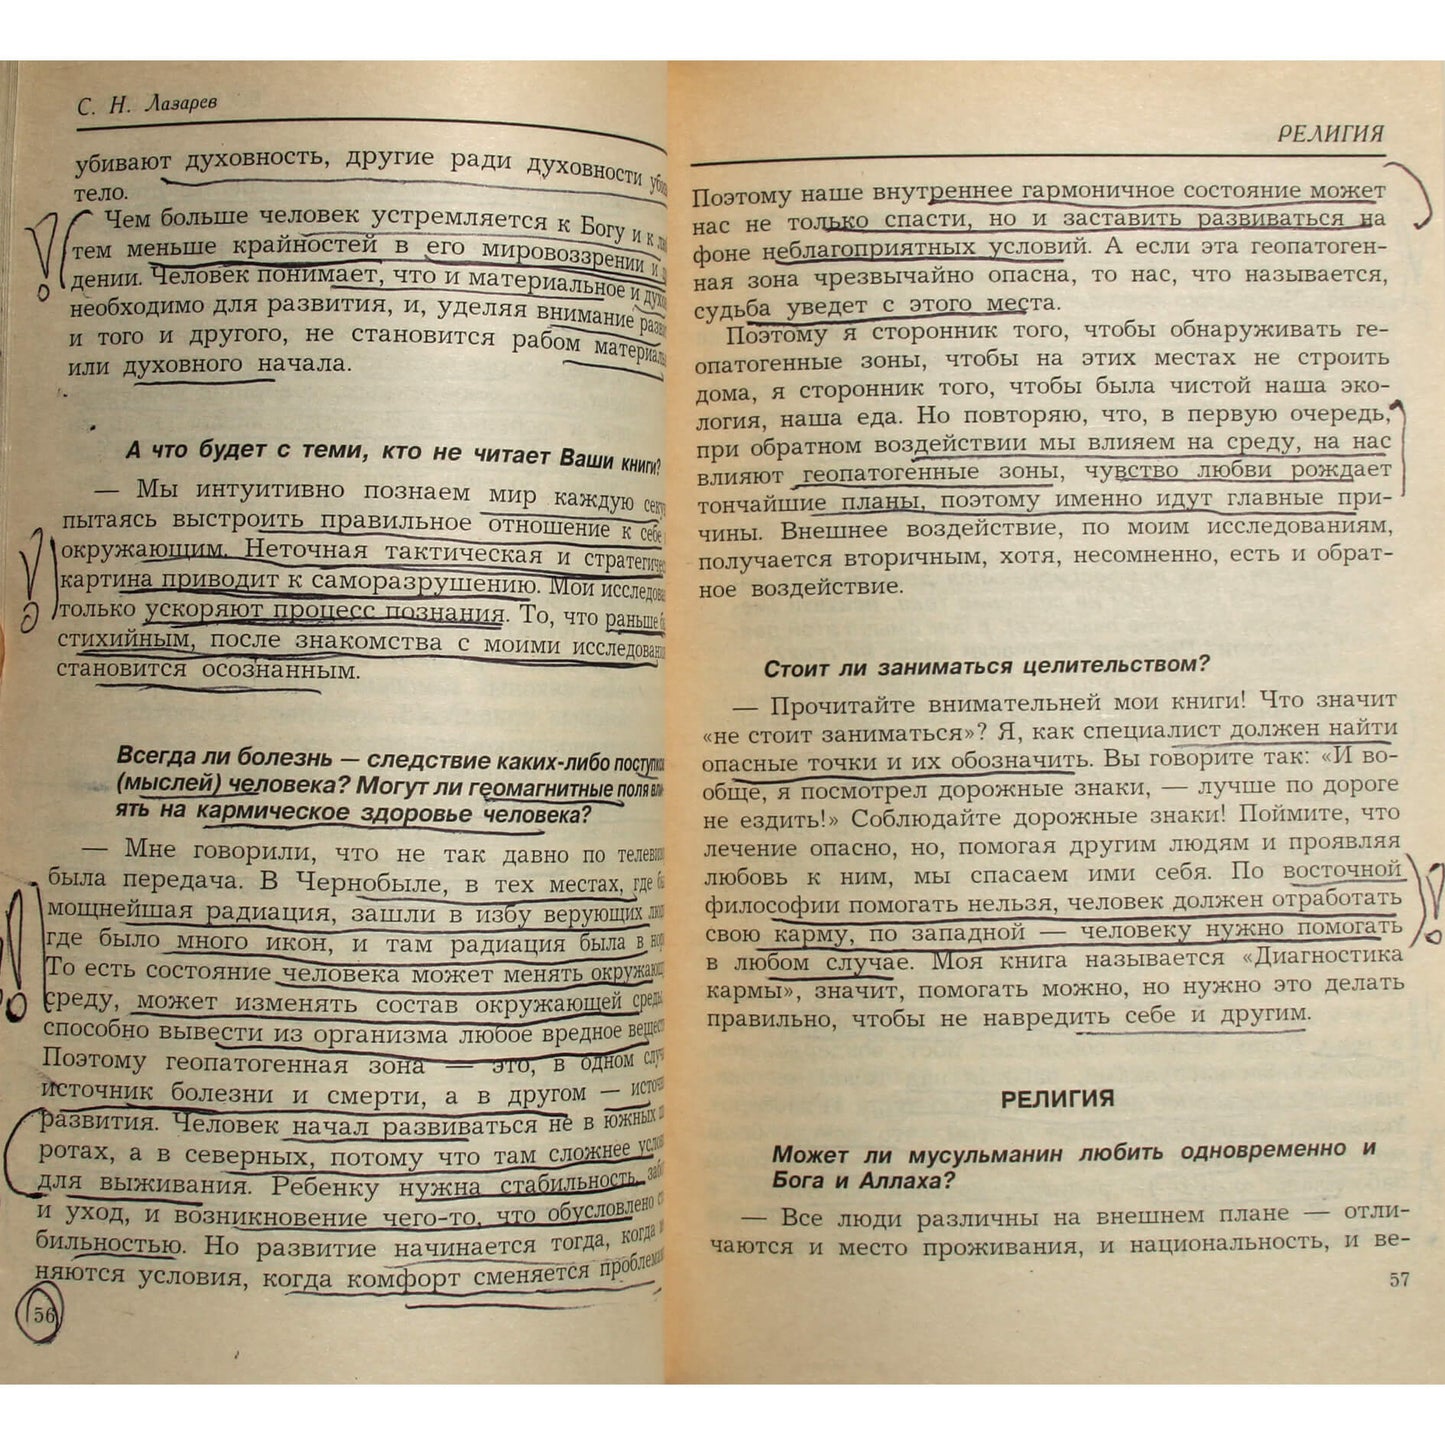 С. Н. Лазарев
убивают духовность, другие ради духовности
тело.
Чем больше человек устремляется к Богу и к
тем меньше крайностей в его мировоззрении и
дении. Человек понимает, что и материальное и
необходимо для развития, и, уделяя внимание
и того и другого, не становится рабом
или духовного начала.
А что будет с теми, кто не читает Ваши книги?
— Мы интуитивно познаем мир каждую
пытаясь выстроить правильное отношение к себе
окружающим. Неточная тактическая и
картина приводит к саморазрушению. Мои
только ускоряют процесс познания. То, что раньше
стихийным, после знакомства с моими
становится осознанным.
Всегда ли болезнь — следствие каких-либо
(мыслей) человека? Могут ли геомагнитные поля вли-
ять на кармическое здоровье человека?
— Мне говорили, что не так давно по
была передача. В Чернобыле, в тех местах, где
мощнейшая радиация, зашли в избу верующих
где было много икон, и там радиация была в
То есть состояние человека может менять
среду, может изменять состав окружающей
способно вывести из организма любое вредное
Поэтому геопатогенная зона — это, в одном
источник болезни и смерти, а в другом —
развития. Человек начал развиваться не в южных
ротах, а в северных, потому что там сложнее
для выживания. Ребенку нужна стабильность,
и уход, и возникновение чего-то, что обусловлено
бильностью. Но развитие начинается тогда, когда
няются условия, когда комфорт сменяется
56
РЕЛИГИЯ
Поэтому наше внутреннее гармоничное состояние может
нас не только спасти, но и заставить развиваться на
фоне неблагоприятных условий. А если эта геопатоген-
ная зона чрезвычайно опасна, то нас, что называется,
судьба уведет с этого места.
Поэтому я сторонник того, чтобы обнаруживать ге-
опатогенные зоны, чтобы на этих местах не строить
дома, я сторонник того, чтобы была чистой наша эко-
логия, наша еда. Но повторяю, что, в первую очередь,
при обратном воздействии мы влияем на среду, на нас
влияют геопатогенные зоны, чувство любви рождает
тончайшие планы, поэтому именно идут главные при-
чины. Внешнее воздействие, по моим исследованиям,
получается вторичным, хотя, несомненно, есть и обрат-
ное воздействие.
Стоит ли заниматься целительством?
— Прочитайте внимательней мои книги! Что значит
«не стоит заниматься»? Я, как специалист должен найти
опасные точки и их обозначить. Вы говорите так: «И во-
обще, я посмотрел дорожные знаки, — лучше по дороге
не ездить!» Соблюдайте дорожные знаки! Поймите, что
лечение опасно, но, помогая другим людям и проявляя
любовь к ним, мы спасаем ими себя. По восточной
философии помогать нельзя, человек должен отработать
свою карму, по западной — человеку нужно помогать
в любом случае. Моя книга называется «Диагностика
кармы», значит, помогать можно, но нужно это делать
правильно, чтобы не навредить себе и другим.
РЕЛИГИЯ
Может ли мусульманин любить одновременно и
Бога и Аллаха?
— Все люди различны на внешнем плане — отли-
чаются и место проживания, и национальность, и ве-
57